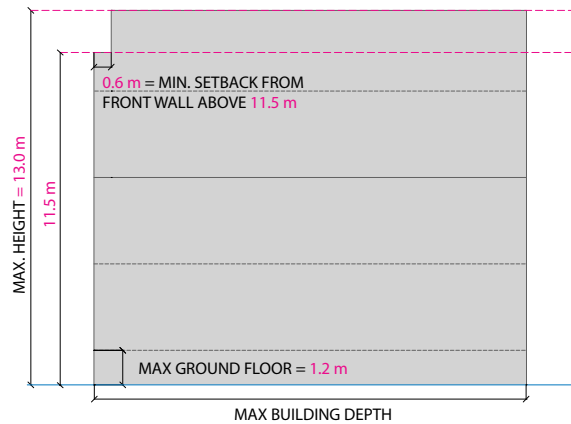 0.6 m = MIN. SETBACK FROM
FRONT WALL ABOVE 11.5 m
MAX. HEIGHT = 13.0 m
11.5 m
MAX GROUND FLOOR = 1.2 m
MAX BUILDING DEPTH